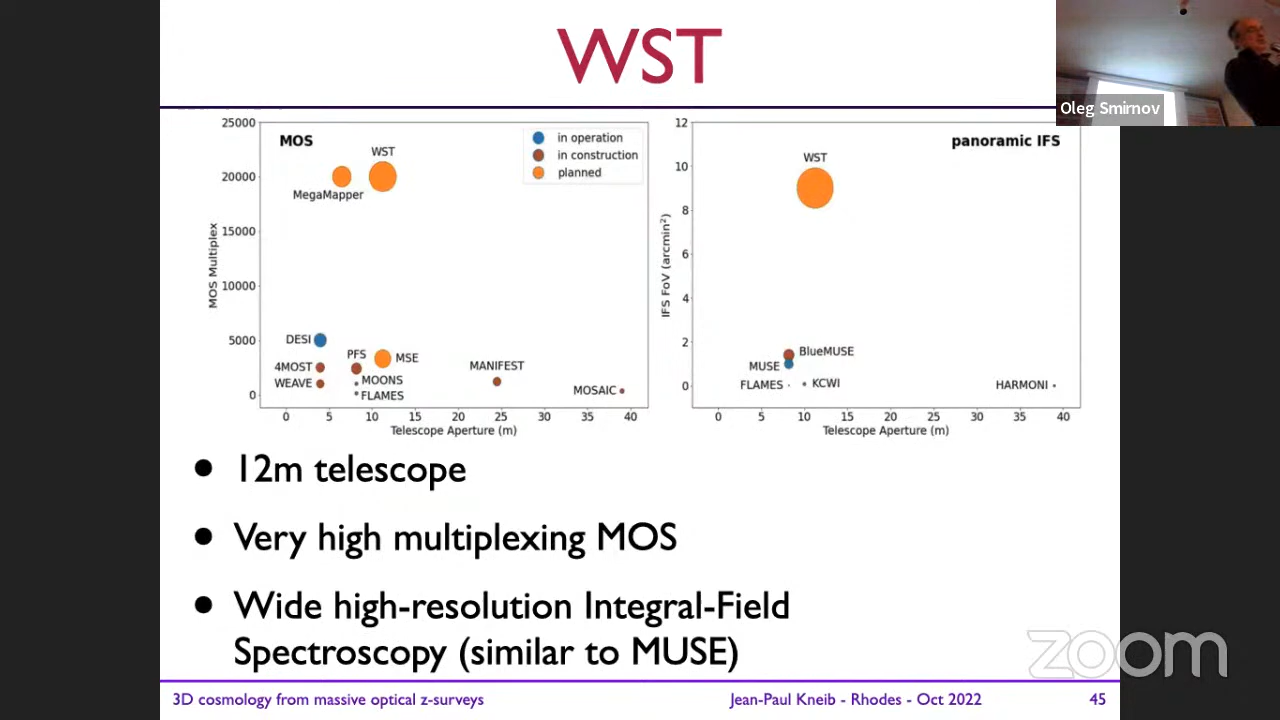 WST
Oleg Smirnov
25000
20000
15000
10000
5000
0
MOS Multiplex
MOS
in operation
in construction
planned
WST
MegaMapper
DESI
PFS
MSE
4MOST
WEAVE
MOONS
FLAMES
MANIFEST
MOSAIC
0 5 10 15 20 25 30 35 40
Telescope Aperture (m)
12
10
8
6
4
2
0
IFS FoV (arcmin²)
panoramic IFS
WST
BlueMUSE
MUSE
FLAMES
KCWI
HARMONI
0 5 10 15 20 25 30 35 40
Telescope Aperture (m)
• 12m telescope
• Very high multiplexing MOS
• Wide high-resolution Integral-Field
Spectroscopy (similar to MUSE)
zoom
3D cosmology from massive optical z-surveys
Jean-Paul Kneib - Rhodes - Oct 2022
45